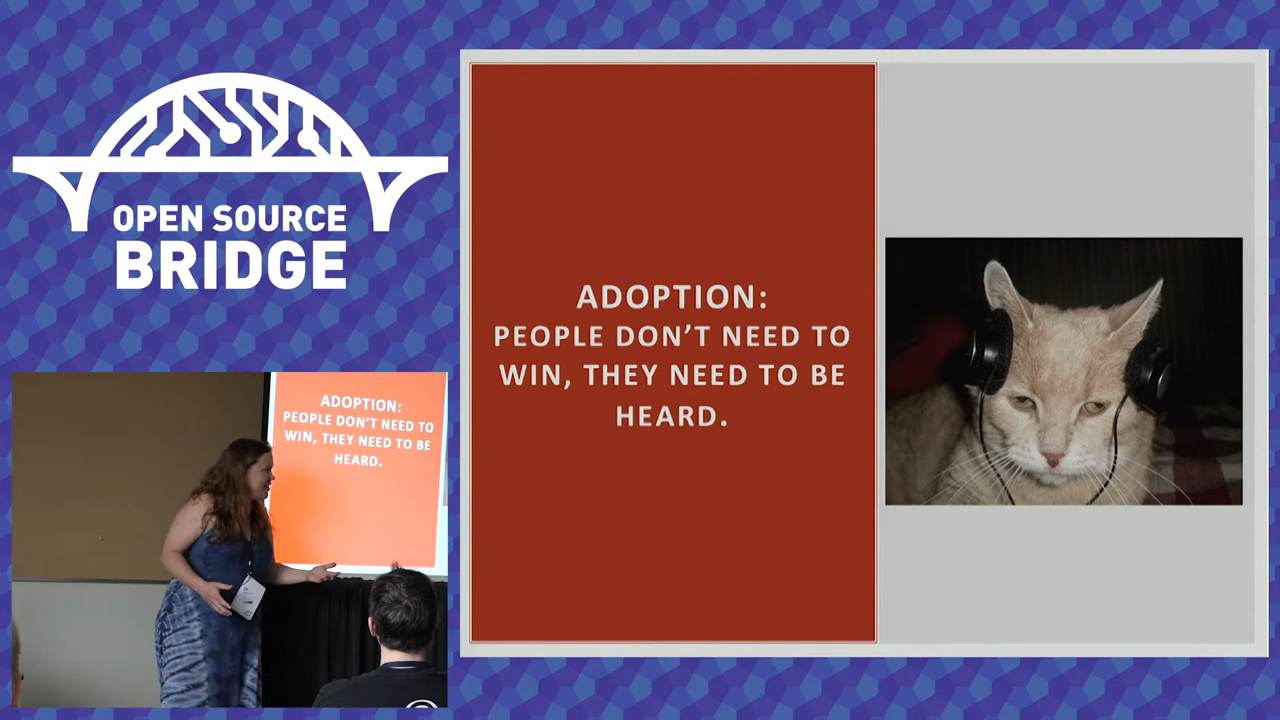 OPEN SOURCE
BRIDGE
ADOPTION:
PEOPLE DON'T NEED TO
WIN, THEY NEED TO BE
HEARD.
ADOPTION:
PEOPLE DON'T NEED TO
WIN, THEY NEED TO BE
HEARD.